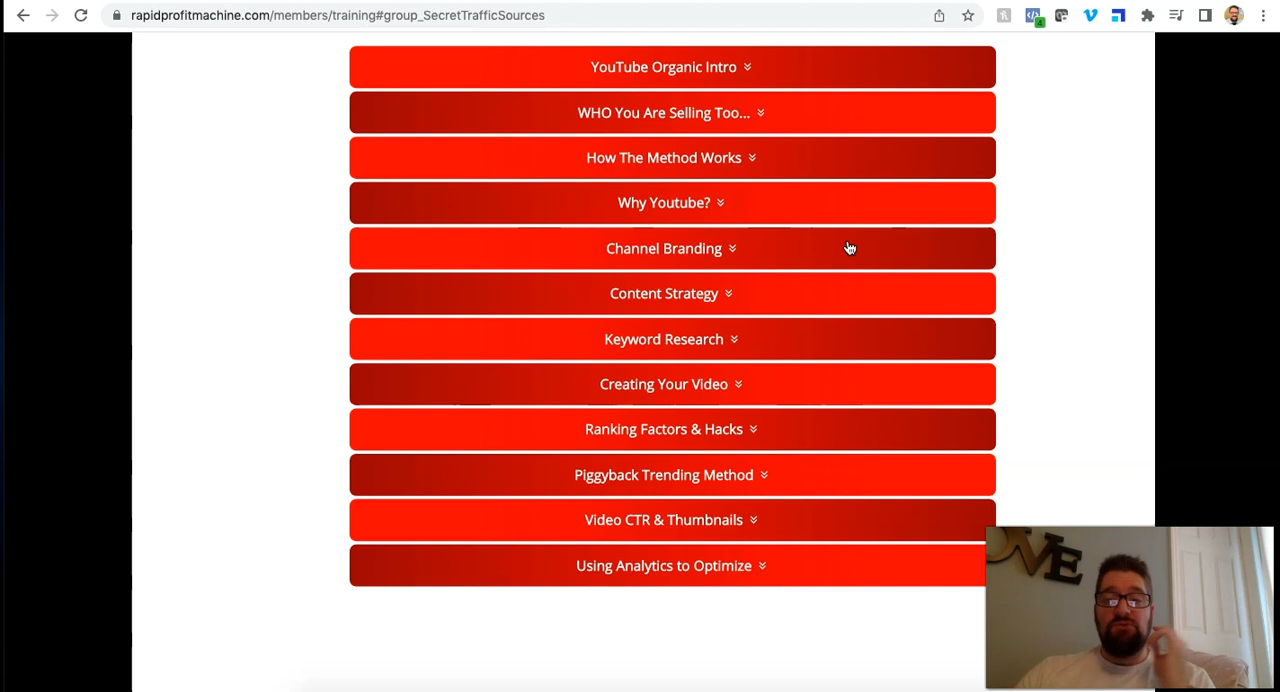 rapidprofitmachine.com/members/training#group_SecretTrafficSources
4
YouTube Organic Intro
WHO You Are Selling Too...
How The Method Works
Why Youtube?
Channel Branding
Content Strategy
Keyword Research
Creating Your Video
Ranking Factors & Hacks
Piggyback Trending Method
Video CTR & Thumbnails
Using Analytics to Optimize
OVE